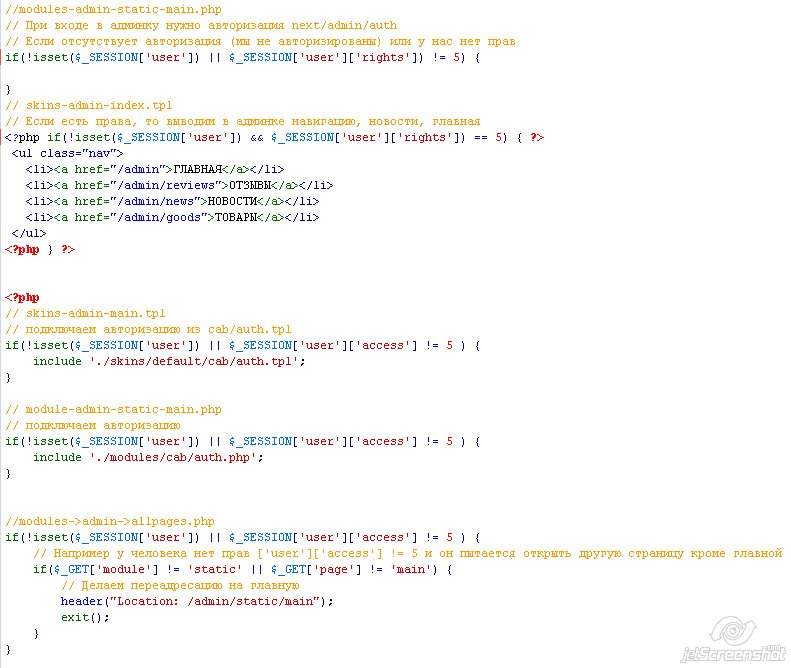 //modules-admin-static-main.php
// При входе в админку нужно авторизация next/admin/auth
// Если отсутствует авторизация (мы не авторизированы) или у нас нет прав
if(!isset($_SESSION['user']) || $_SESSION['user']['rights']) != 5) {
}
// skins-admin-index.tpl
// Если есть права, то выводим в админке навигацию, новости, главная
<?php if(!isset($_SESSION['user']) && $_SESSION['user']['rights']) == 5) { ?>
<ul class="nav">
<li><a href="/admin">ГЛАВНАЯ</a></li>
<li><a href="/admin/reviews">ОТЗЫВЫ</a></li>
<li><a href="/admin/news">НОВОСТИ</a></li>
<li><a href="/admin/goods">ТОВАРЫ</a></li>
</ul>
<?php } ?>
<?php
// skins-admin-main.tpl
// подключаем авторизацию из cab/auth.tpl
if(!isset($_SESSION['user']) || $_SESSION['user']['access'] != 5 ) {
include './skins/default/cab/auth.tpl';
}
// module-admin-static-main.php
// подключаем авторизацию
if(!isset($_SESSION['user']) || $_SESSION['user']['access'] != 5 ) {
include './modules/cab/auth.php';
}
//modules->admin->allpages.php
if(!isset($_SESSION['user']) || $_SESSION['user']['access'] != 5 ) {
// Например у человека нет прав ['user']['access'] != 5 и он пытается открыть другую страницу кроме главной
if($_GET['module'] != 'static' || $_GET['page'] != 'main') {
// Делаем переадресацию на главную
header("Location: /admin/static/main");
exit();
}
}
jetScreenshot.com